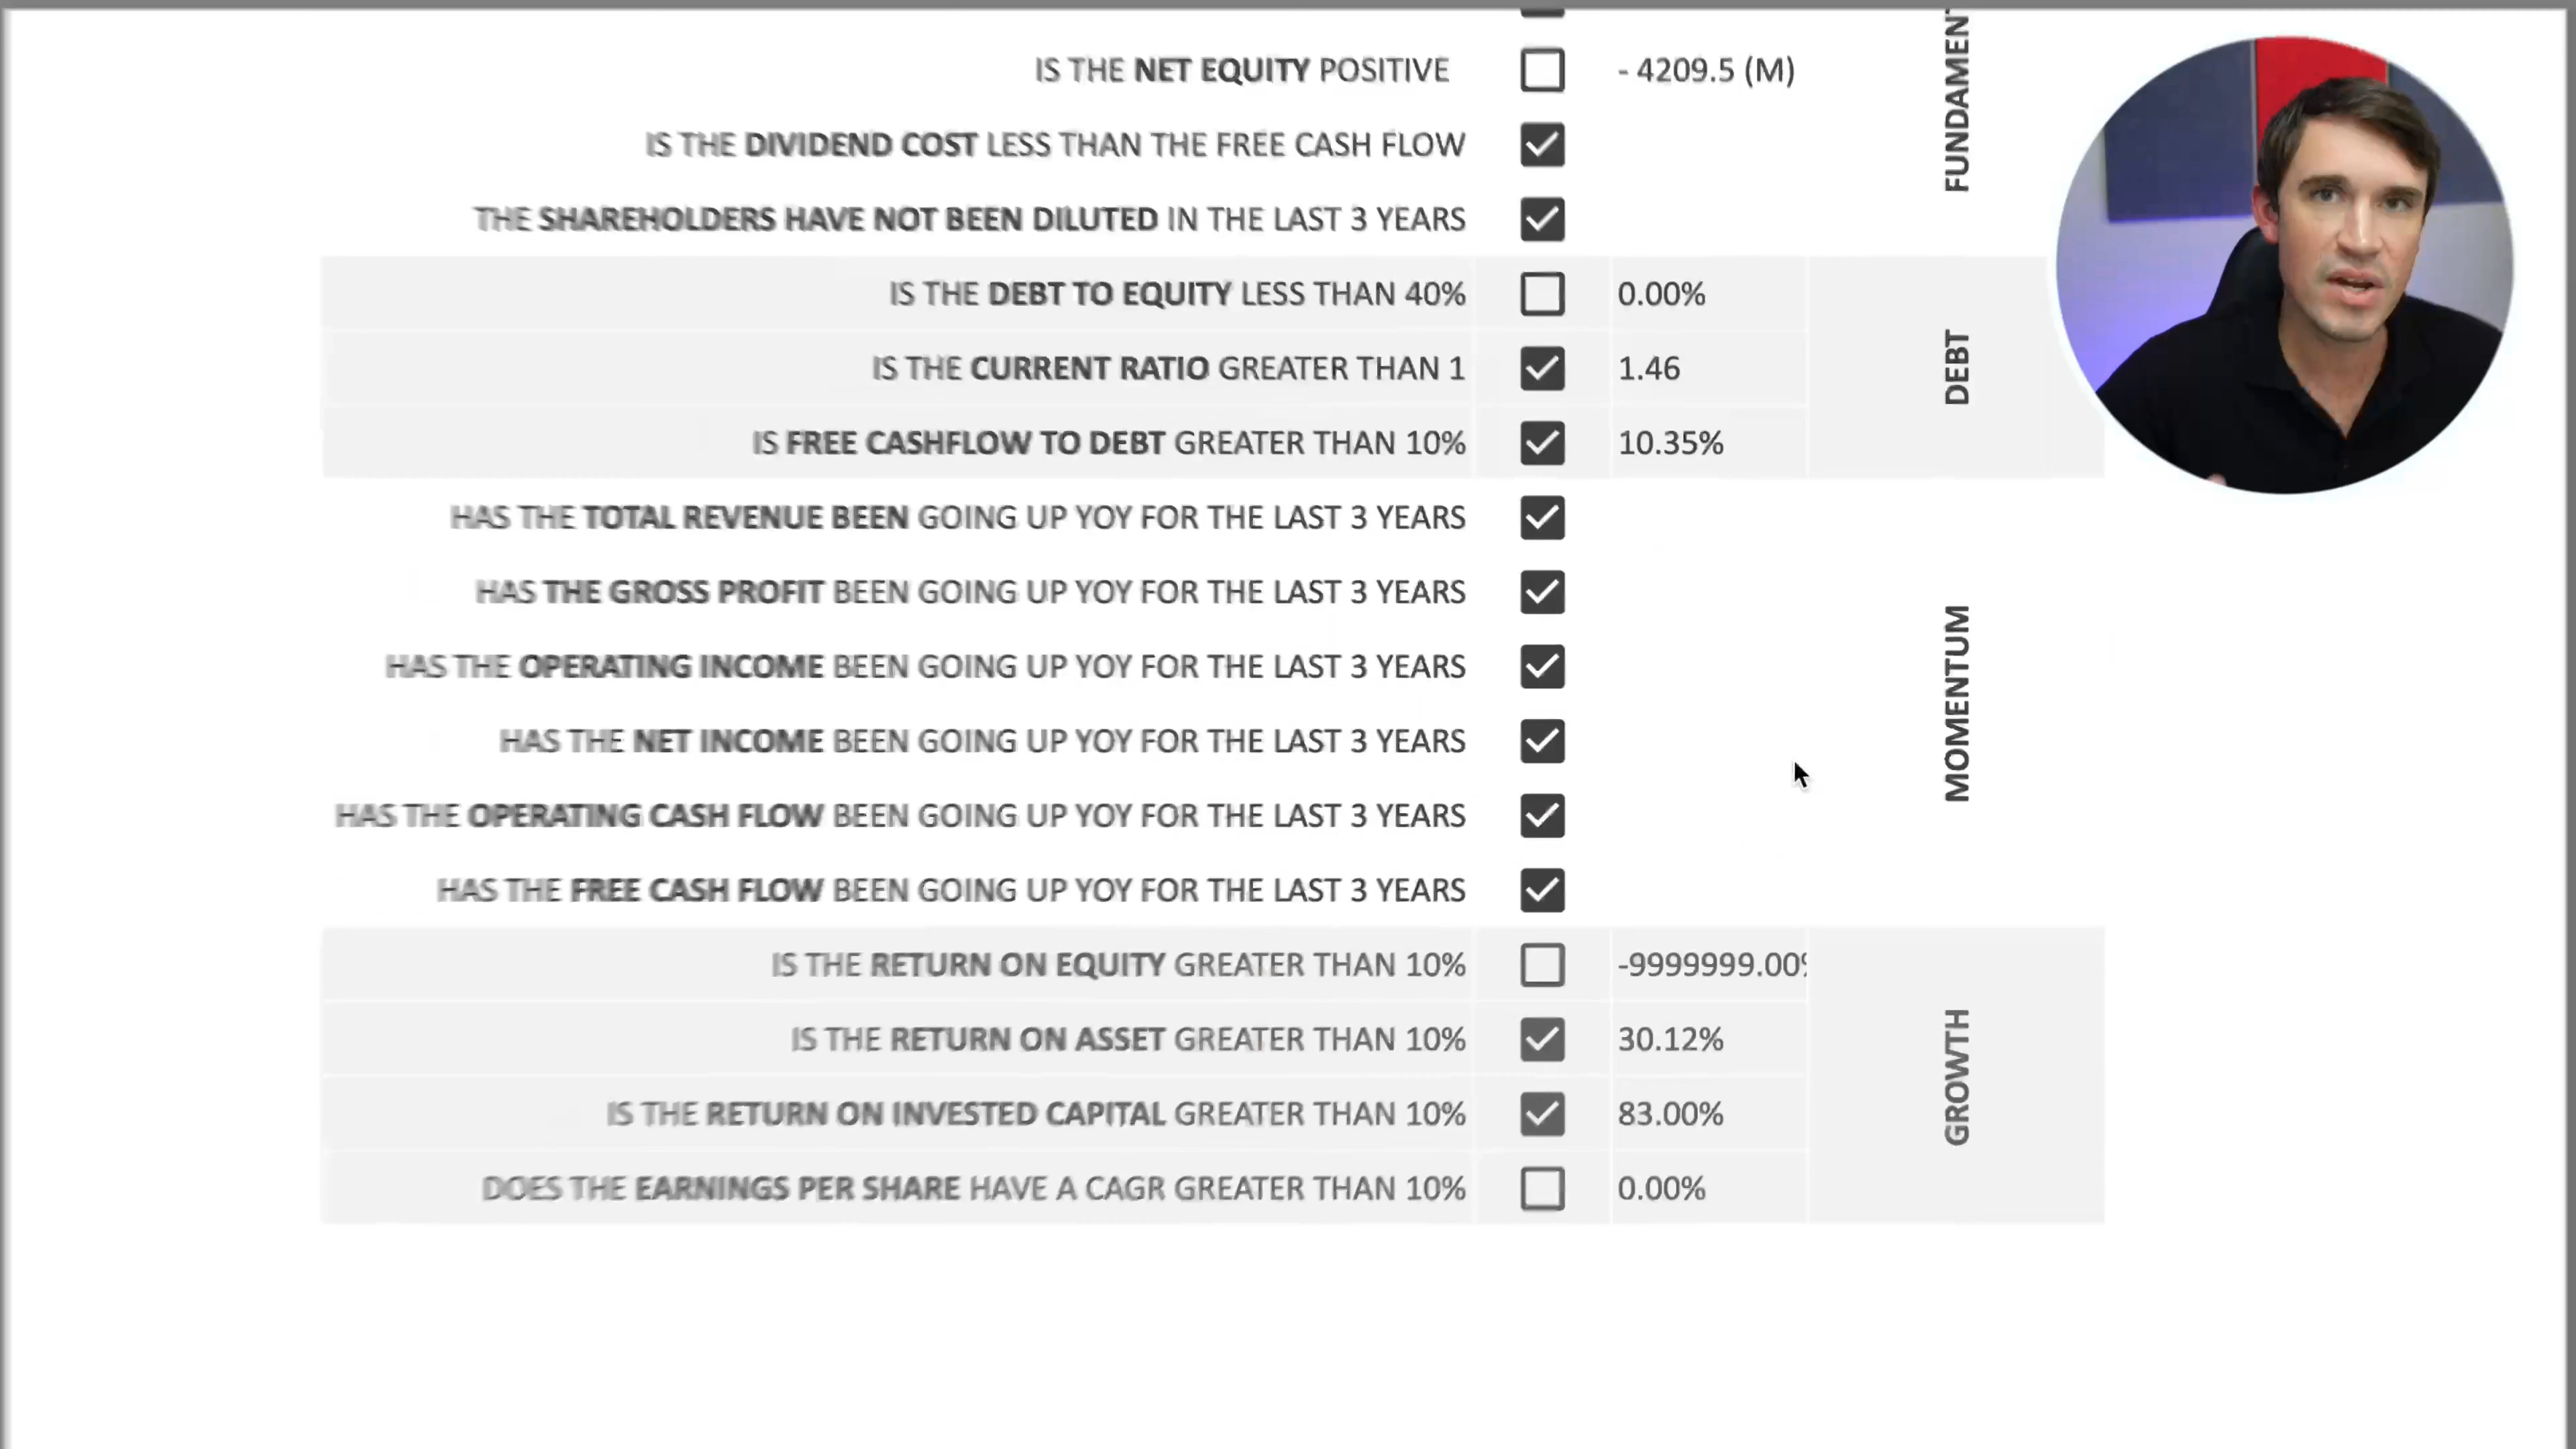 IS THE NET EQUITY POSITIVE - 4209.5 (M)
FUNDAMEN
IS THE DIVIDEND COST LESS THAN THE FREE CASH FLOW
THE SHAREHOLDERS HAVE NOT BEEN DILUTED IN THE LAST 3 YEARS
IS THE DEBT TO EQUITY LESS THAN 40% 0.00%
IS THE CURRENT RATIO GREATER THAN 1 1.46
DEBT
IS FREE CASHFLOW TO DEBT GREATER THAN 10% 10.35%
HAS THE TOTAL REVENUE BEEN GOING UP YOY FOR THE LAST 3 YEARS
HAS THE GROSS PROFIT BEEN GOING UP YOY FOR THE LAST 3 YEARS
HAS THE OPERATING INCOME BEEN GOING UP YOY FOR THE LAST 3 YEARS
MOMENTUM
HAS THE NET INCOME BEEN GOING UP YOY FOR THE LAST 3 YEARS
HAS THE OPERATING CASH FLOW BEEN GOING UP YOY FOR THE LAST 3 YEARS
HAS THE FREE CASH FLOW BEEN GOING UP YOY FOR THE LAST 3 YEARS
IS THE RETURN ON EQUITY GREATER THAN 10% -9999999.00%
IS THE RETURN ON ASSET GREATER THAN 10% 30.12%
GROWTH
IS THE RETURN ON INVESTED CAPITAL GREATER THAN 10% 83.00%
DOES THE EARNINGS PER SHARE HAVE A CAGR GREATER THAN 10% 0.00%